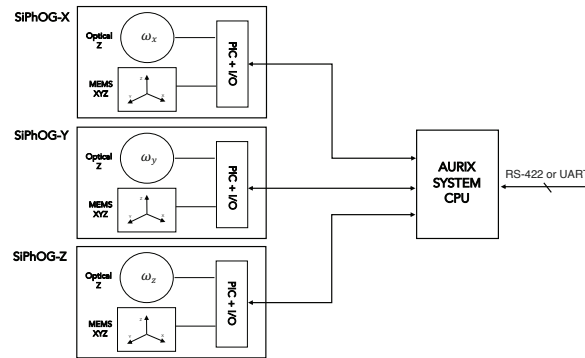 SiPhOG-X
Optical
Z
ωx
MEMS
XYZ
Z
Y
X
PIC + I/O
SiPhOG-Y
Optical
Z
ωy
MEMS
XYZ
Z
Y
X
PIC + I/O
SiPhOG-Z
Optical
Z
ωz
MEMS
XYZ
Z
Y
X
PIC + I/O
AURIX
SYSTEM
CPU
RS-422 or UART